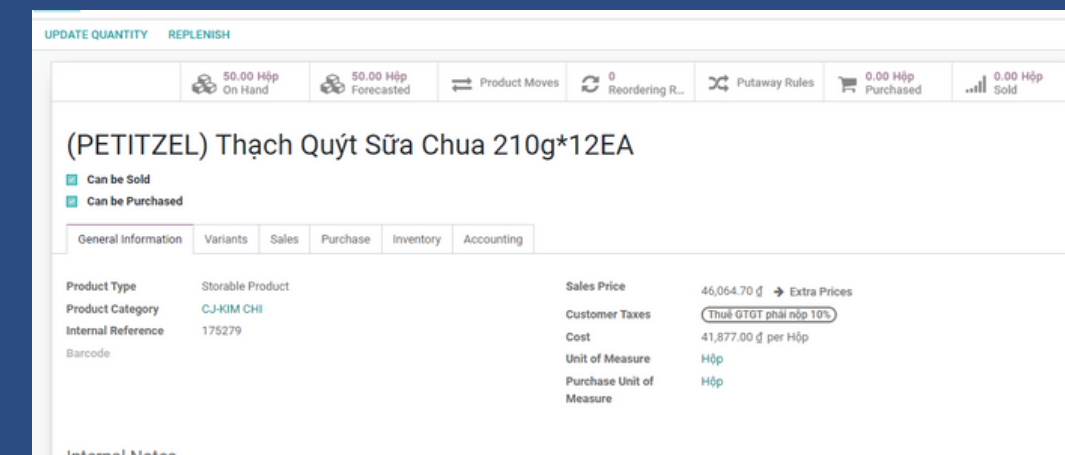 UPDATE QUANTITY REPLENISH
50.00 Hộp
On Hand
50.00 Hộp
Forecasted
Product Moves
0
Reordering R...
Putaway Rules
0.00 Hộp
Purchased
0.00 Hộp
Sold
(PETITZEL) Thạch Quýt Sữa Chua 210g*12EA
Can be Sold
Can be Purchased
General Information Variants Sales Purchase Inventory Accounting
Product Type Storable Product
Product Category CJ-KIM CHI
Internal Reference 175279
Barcode
Sales Price 46,064.70 ₫ Extra Prices
Customer Taxes Thuế GTGT phải nộp 10%
Cost 41,877.00 ₫ per Hộp
Unit of Measure Hộp
Purchase Unit of Hộp
Measure
Internal Notes